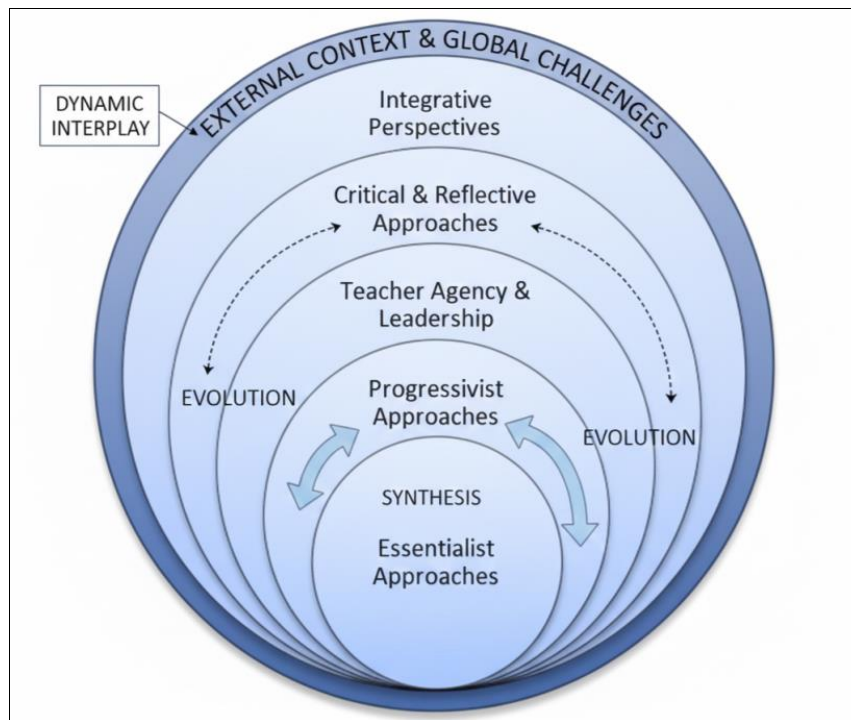 EXTERNAL CONTEXT & GLOBAL CHALLENGES
DYNAMIC
INTERPLAY
Integrative
Perspectives
Critical & Reflective
Approaches
Teacher Agency &
Leadership
EVOLUTION
Progressivist
Approaches
EVOLUTION
SYNTHESIS
Essentialist
Approaches